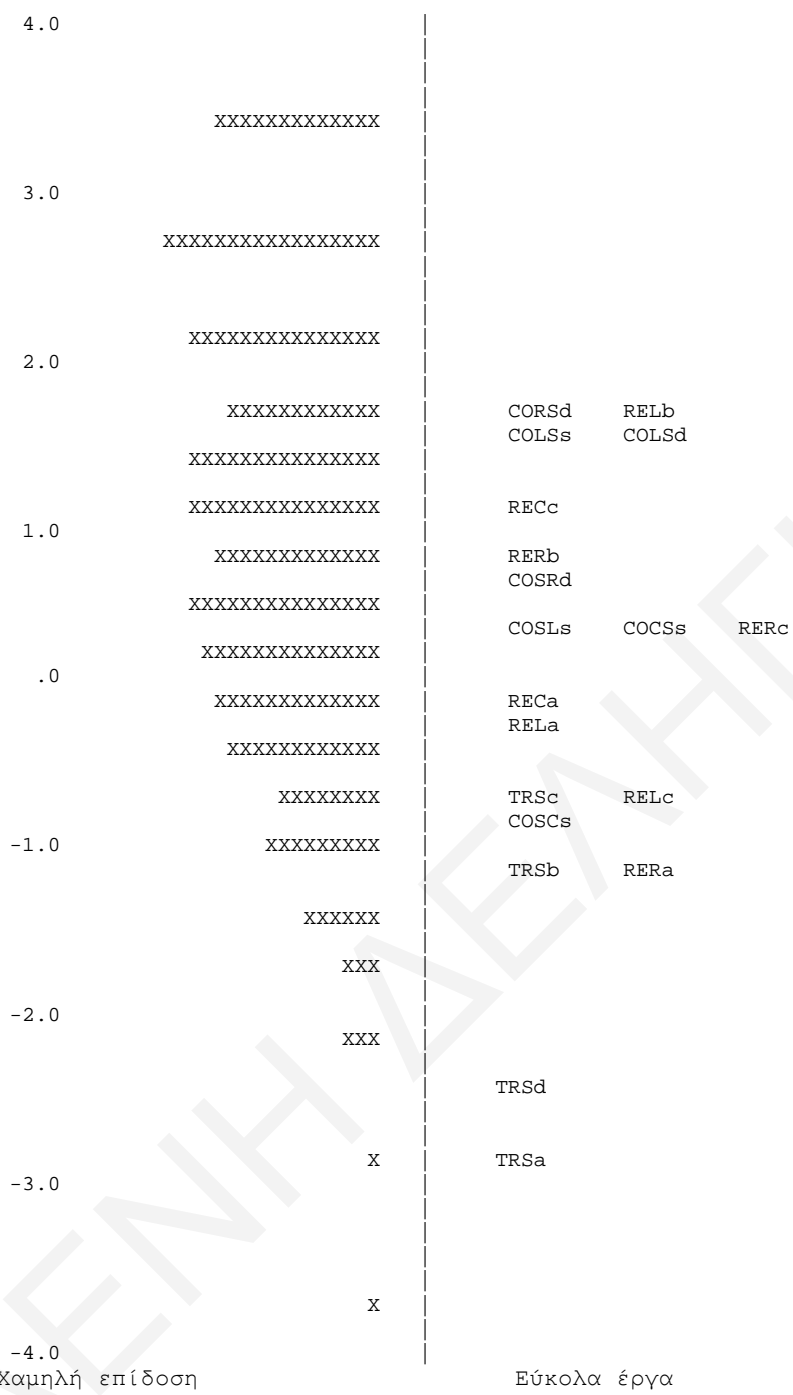 4.0
XXXXXXXXXXXXX
3.0
XXXXXXXXXXXXXXXXX
XXXXXXXXXXXXXXX
2.0
XXXXXXXXXXXX CORSd RELb
COLSs COLSd
XXXXXXXXXXXXXXX
XXXXXXXXXXXXXXX RECc
1.0
XXXXXXXXXXXXX RERb
COSRd
XXXXXXXXXXXXXXX
COSLs COCSs RERc
XXXXXXXXXXXXXX
.0
XXXXXXXXXXXXX RECa
RELa
XXXXXXXXXXXX
XXXXXXXX TRSc RELc
COSCs
-1.0 XXXXXXXXX
TRSb RERa
XXXXXX
XXX
-2.0
XXX
TRSd
X TRSa
-3.0
X
-4.0
Χαμηλή επίδοση Εύκολα έργα